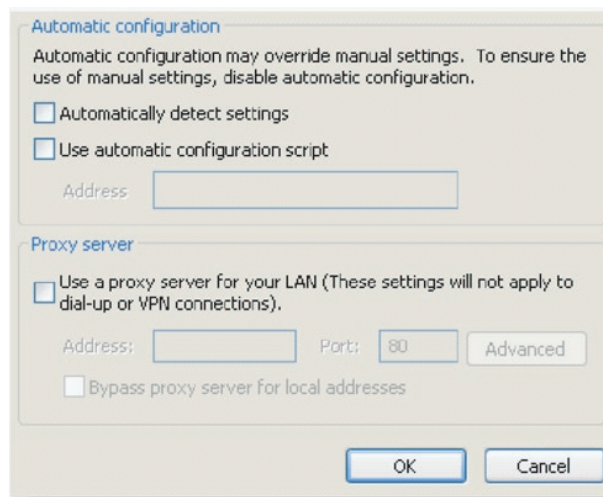 Automatic configuration
Automatic configuration may override manual settings. To ensure the
use of manual settings, disable automatic configuration.
Automatically detect settings
Use automatic configuration script
Address
Proxy server
Use a proxy server for your LAN (These settings will not apply to
dial-up or VPN connections).
Address: Port: 80 Advanced
Bypass proxy server for local addresses
OK Cancel